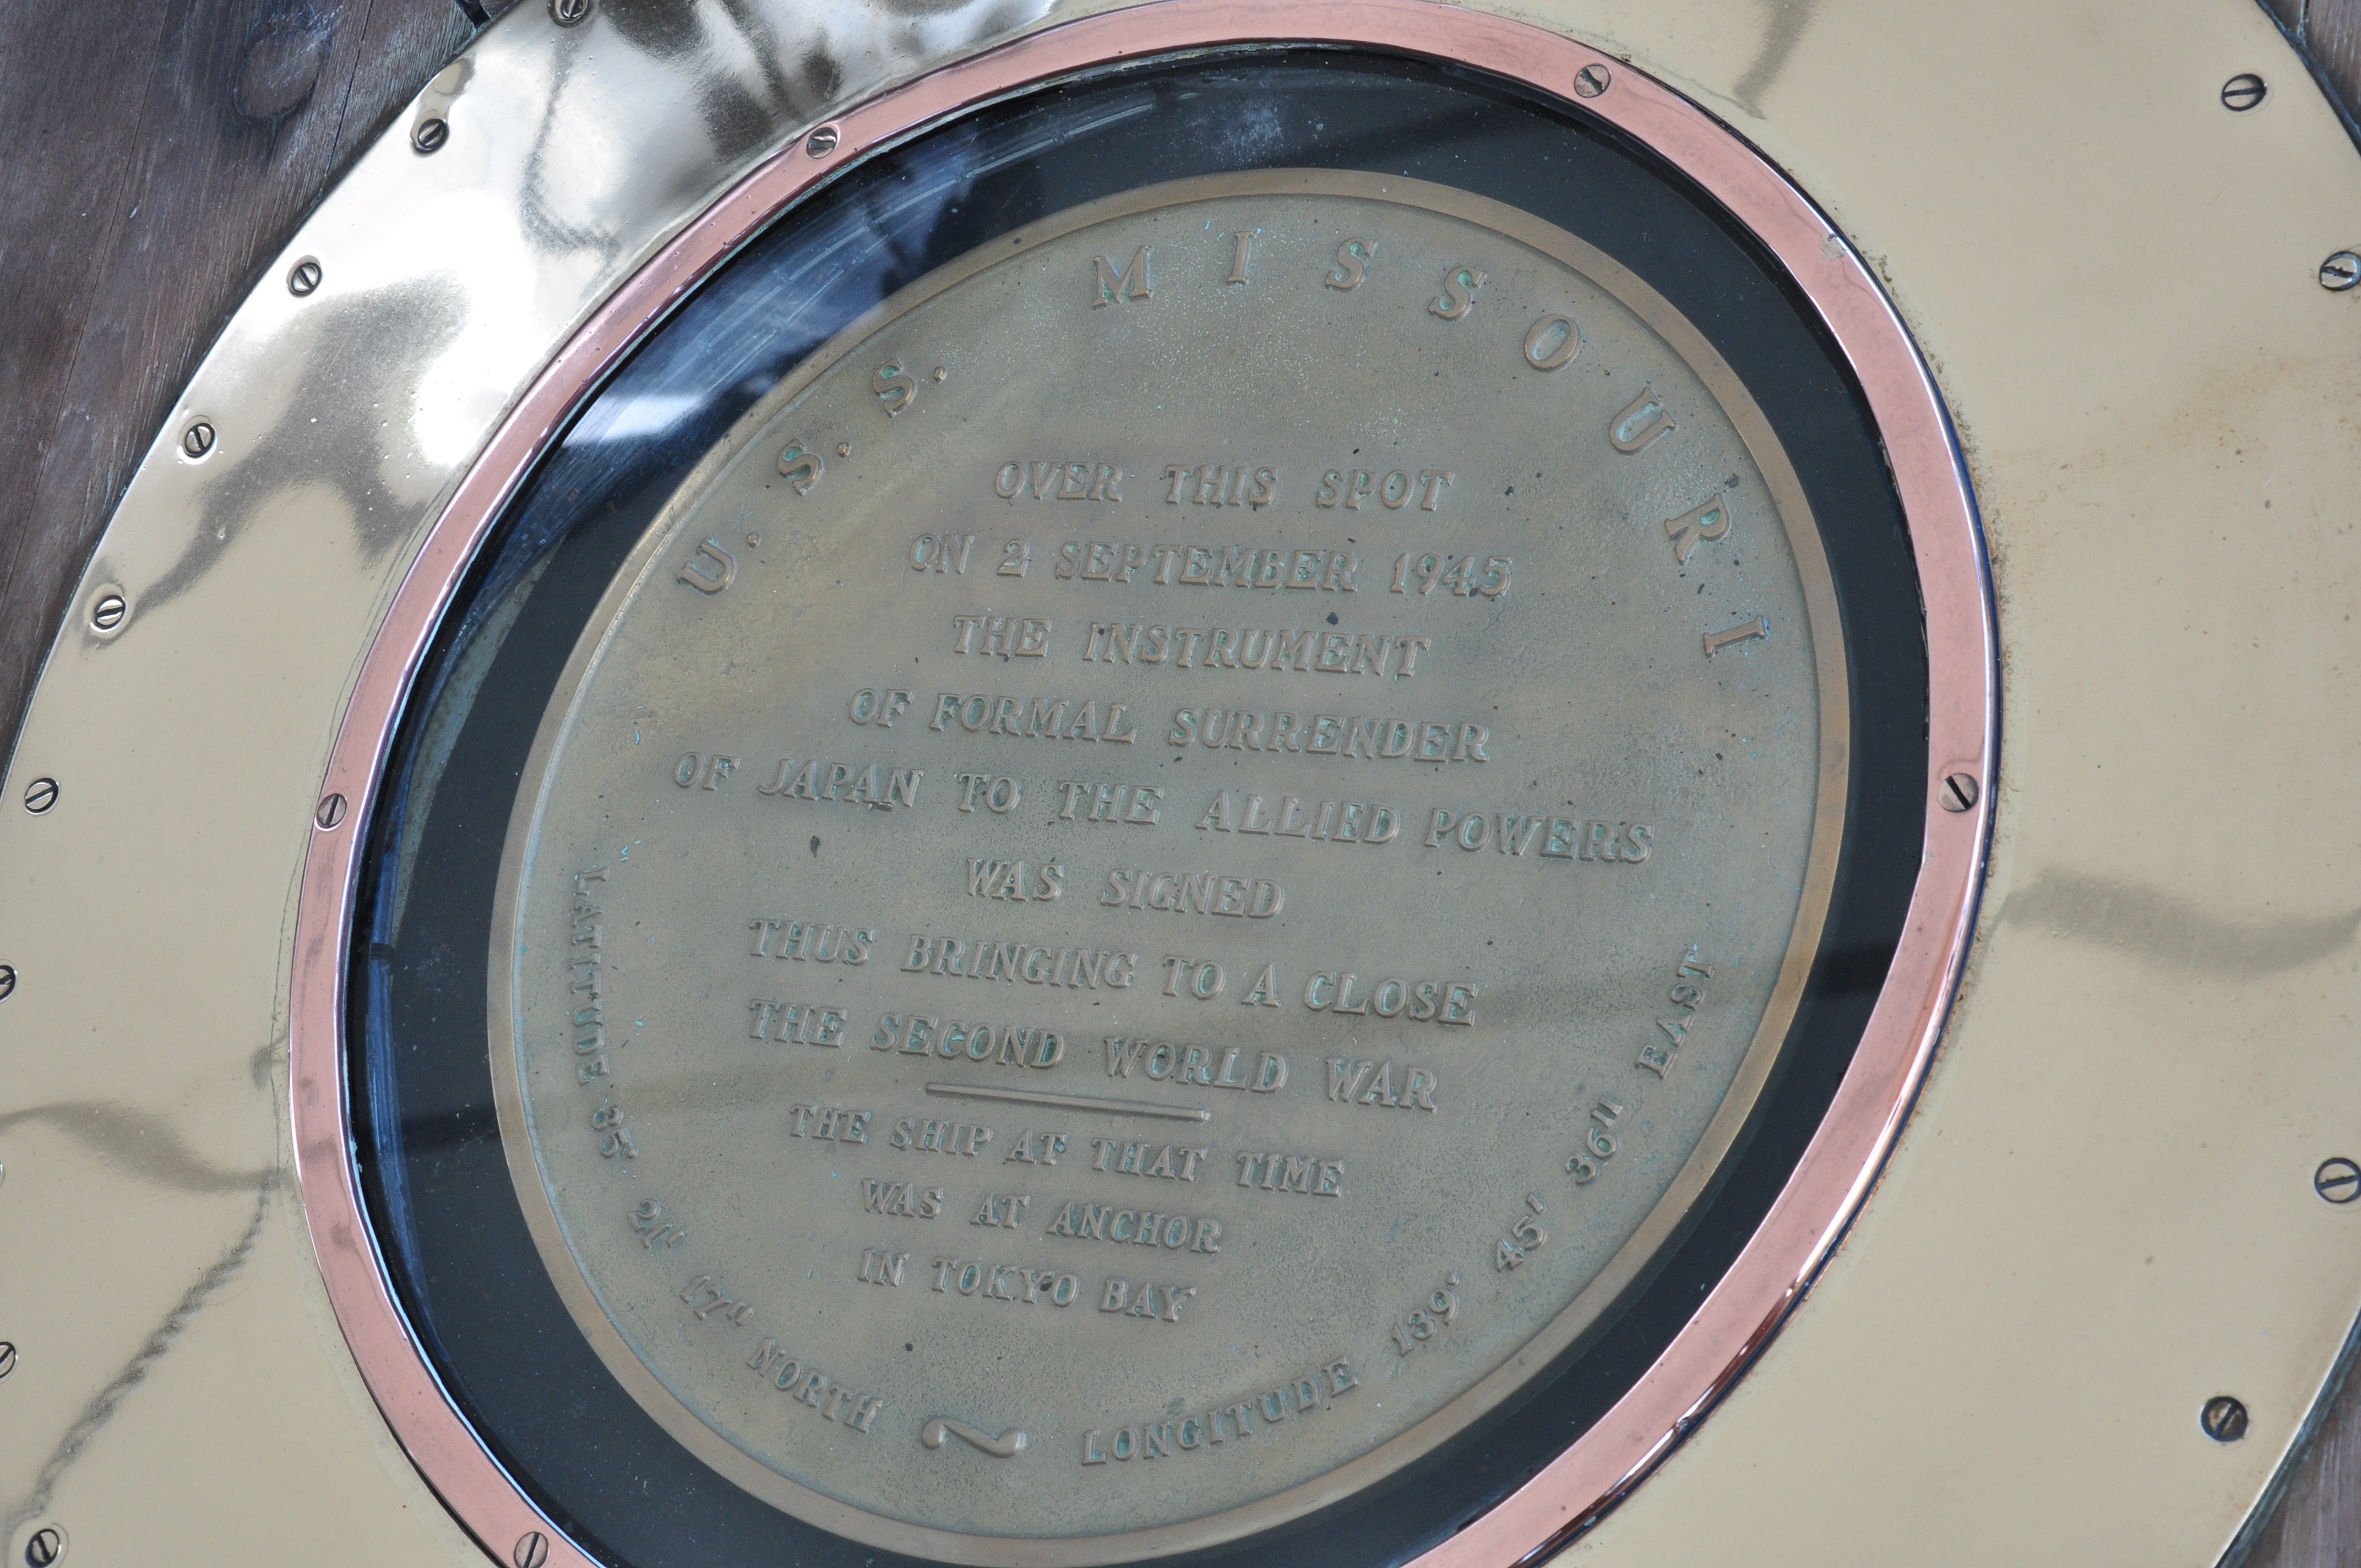 U.S.S. MISSOURI
OVER THIS SPOT
ON 2 SEPTEMBER 1945
THE INSTRUMENT
OF FORMAL SURRENDER
OF JAPAN TO THE ALLIED POWERS
WAS SIGNED
THUS BRINGING TO A CLOSE
THE SECOND WORLD WAR
THE SHIP AT THAT TIME
WAS AT ANCHOR
IN TOKYO BAY
LATITUDE 35° 21' 17" NORTH ~ LONGITUDE 139° 45' 36" EAST